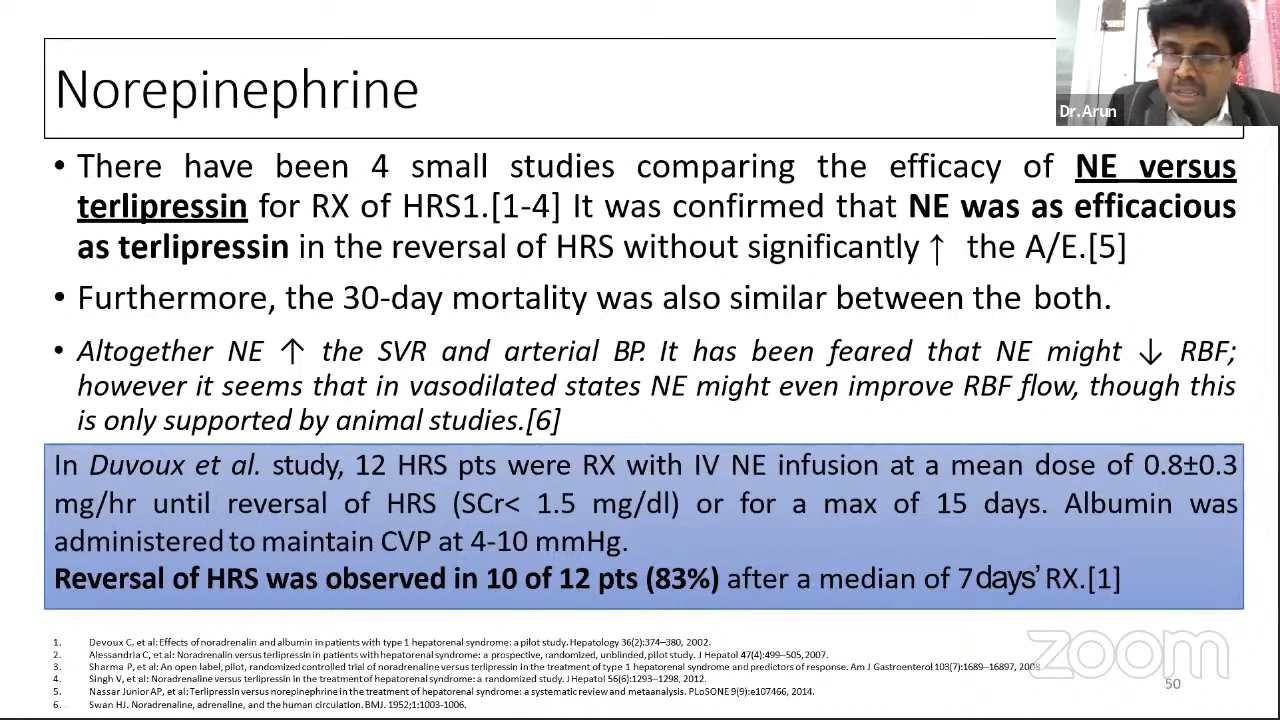 Norepinephrine
Dr.Arun
• There have been 4 small studies comparing the efficacy of NE versus
terlipressin for RX of HRS1.[1-4] It was confirmed that NE was as efficacious
as terlipressin in the reversal of HRS without significantly ↑ the A/E.[5]
• Furthermore, the 30-day mortality was also similar between the both.
• Altogether NE ↑ the SVR and arterial BP. It has been feared that NE might ↓ RBF;
however it seems that in vasodilated states NE might even improve RBF flow, though this
is only supported by animal studies.[6]
In Duvoux et al. study, 12 HRS pts were RX with IV NE infusion at a mean dose of 0.8±0.3
mg/hr until reversal of HRS (SCr< 1.5 mg/dl) or for a max of 15 days. Albumin was
administered to maintain CVP at 4-10 mmHg.
Reversal of HRS was observed in 10 of 12 pts (83%) after a median of 7days' RX.[1]
1. Devoux C, et al: Effects of noradrenalin and albumin in patients with type 1 hepatorenal syndrome: a pilot study. Hepatology 36(2):374–380, 2002.
2. Alessandria C, et al: Noradrenalin versus terlipressin in patients with hepatorenal syndrome: a prospective, randomized, unblinded, pilot study. J Hepatol 47(4):499–505, 2007.
3. Sharma P, et al: An open label, pilot, randomized controlled trial of noradrenaline versus terlipressin in the treatment of type 1 hepatorenal syndrome and predictors of response. Am J Gastroenterol 103(7):1689–16897, 2008.
4. Singh V, et al: Noradrenaline versus terlipressin in the treatment of hepatorenal syndrome: a randomized study. J Hepatol 56(6):1293–1298, 2012.
5. Nassar Junior AP, et al: Terlipressin versus norepinephrine in the treatment of hepatorenal syndrome: a systematic review and metaanalysis. PLoSONE 9(9):e107466, 2014.
6. Swan HJ. Noradrenaline, adrenaline, and the human circulation. BMJ. 1952;1:1003-1006.
zoom
50